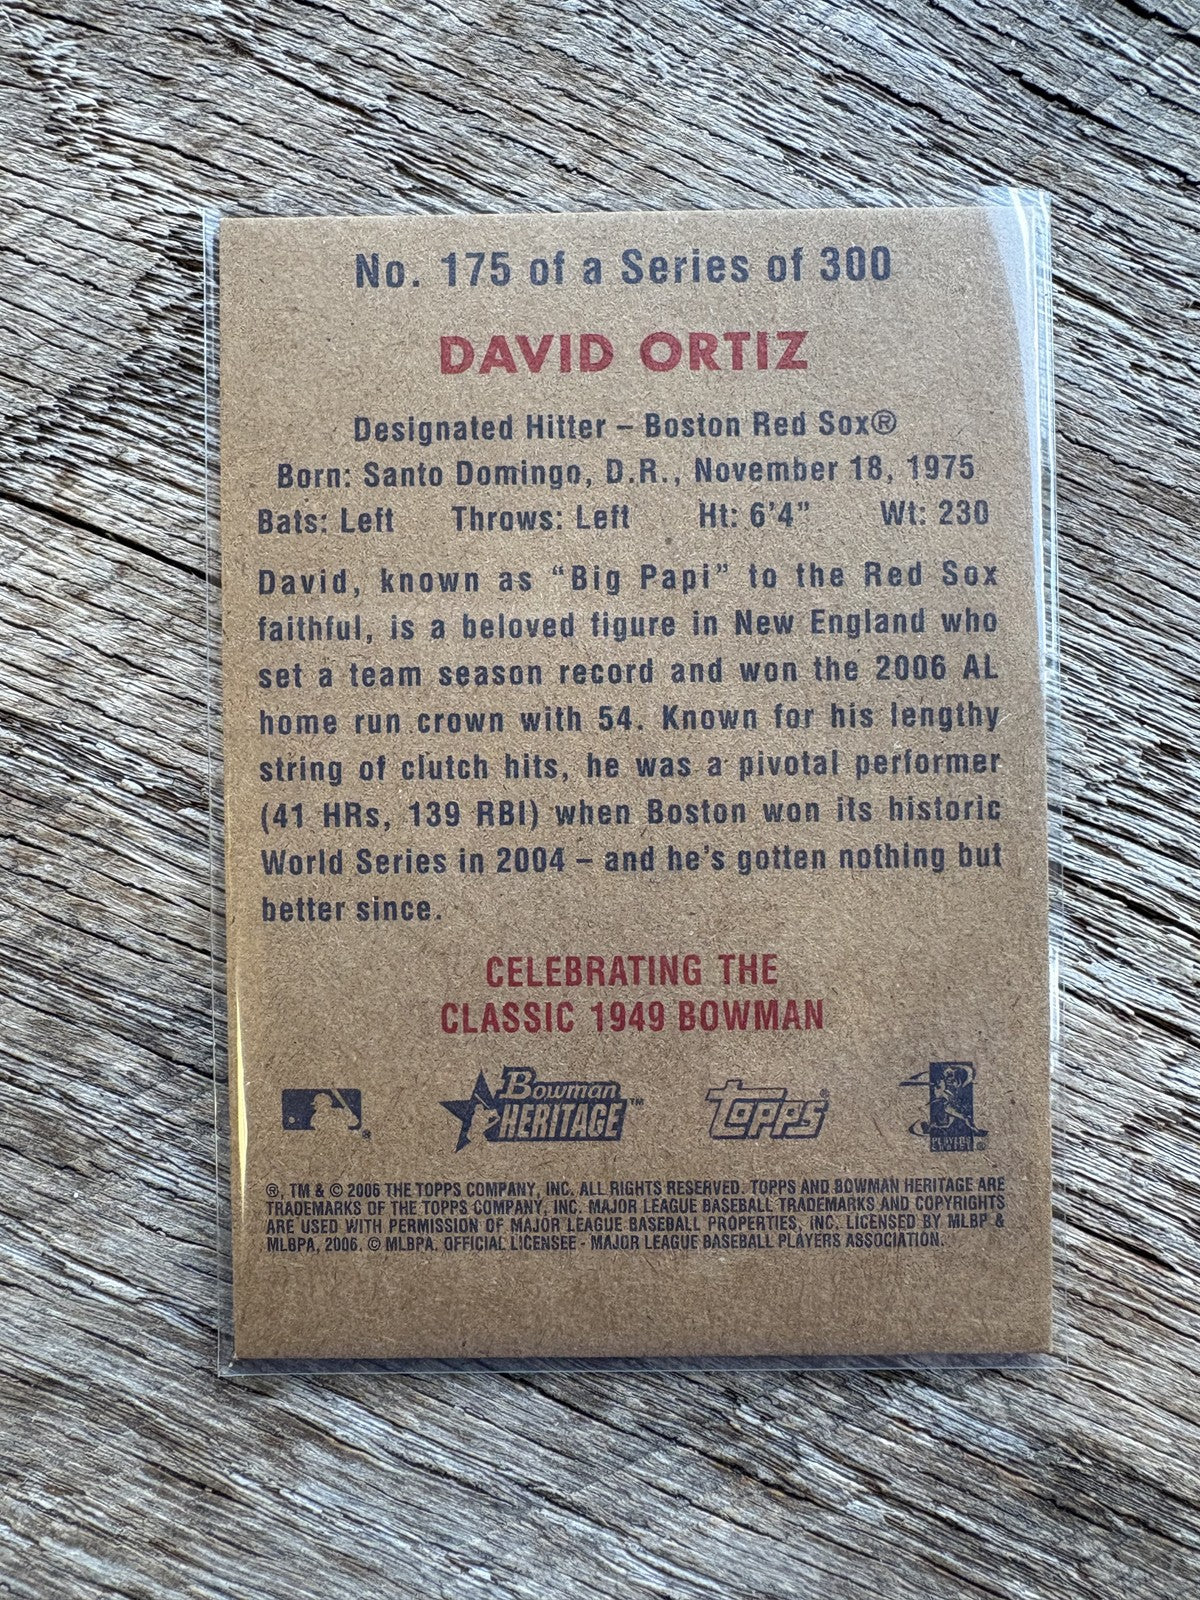 No. 175 of a Series of 300
DAVID ORTIZ
Designated Hitter – Boston Red Sox®
Born: Santo Domingo, D.R., November 18, 1975
Bats: Left Throws: Left Ht: 6'4" Wt: 230
David, known as “Big Papi” to the Red Sox
faithful, is a beloved figure in New England who
set a team season record and won the 2006 AL
home run crown with 54. Known for his lengthy
string of clutch hits, he was a pivotal performer
(41 HRs, 139 RBI) when Boston won its historic
World Series in 2004 – and he's gotten nothing but
better since.
CELEBRATING THE
CLASSIC 1949 BOWMAN
Bowman
HERITAGE™
Topps®
PLAYERS
CHOICE®
®, TM & © 2006 THE TOPPS COMPANY, INC. ALL RIGHTS RESERVED. TOPPS AND BOWMAN HERITAGE ARE
TRADEMARKS OF THE TOPPS COMPANY, INC. MAJOR LEAGUE BASEBALL TRADEMARKS AND COPYRIGHTS
ARE USED WITH PERMISSION OF MAJOR LEAGUE BASEBALL PROPERTIES, INC. LICENSED BY MLBP &
MLBPA, 2006. © MLBPA. OFFICIAL LICENSEE - MAJOR LEAGUE BASEBALL PLAYERS ASSOCIATION.